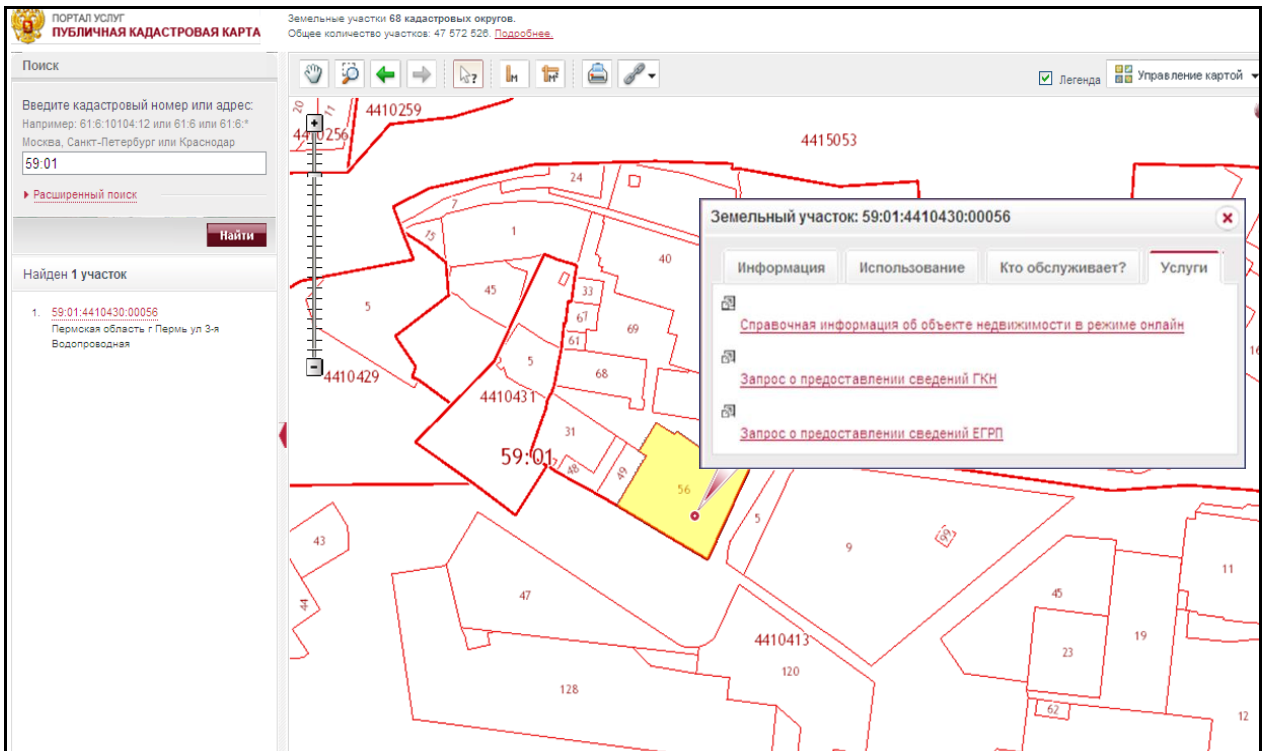 ПОРТАЛ УСЛУГ
ПУБЛИЧНАЯ КАДАСТРОВАЯ КАРТА
Земельные участки 68 кадастровых округов.
Общее количество участков: 47 572 526. Подробнее.
Поиск
Введите кадастровый номер или адрес:
Например: 61:6:10104:12 или 61:6 или 61:6:*
Москва, Санкт-Петербург или Краснодар
59:01
Расширенный поиск
Найти
Найден 1 участок
1. 59:01:4410430:00056
Пермская область г Пермь ул 3-я
Водопроводная
Легенда
Управление картой
20
11
4410259
4410256
4415053
24
7
15
1
40
5
45
33
67
61
69
5
68
4410429
4410431
31
59:01
48
49
56
5
9
99
43
44
47
45
11
19
23
4410413
120
128
62
12
16
Земельный участок: 59:01:4410430:00056
Информация
Использование
Кто обслуживает?
Услуги
Справочная информация об объекте недвижимости в режиме онлайн
Запрос о предоставлении сведений ГКН
Запрос о предоставлении сведений ЕГРП